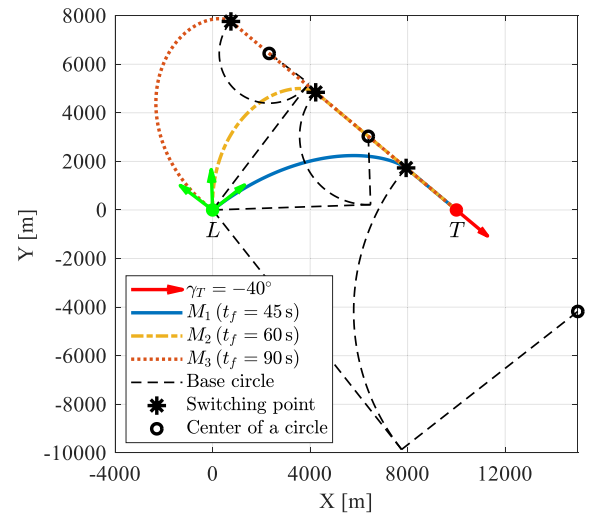 8000
6000
4000
2000
0
-2000
-4000
-6000
-8000
-10000
Y [m]
L
T
γ_T = −40°
M_1 (t_f = 45 s)
M_2 (t_f = 60 s)
M_3 (t_f = 90 s)
Base circle
Switching point
Center of a circle
-4000 0 4000 8000 12000
X [m]